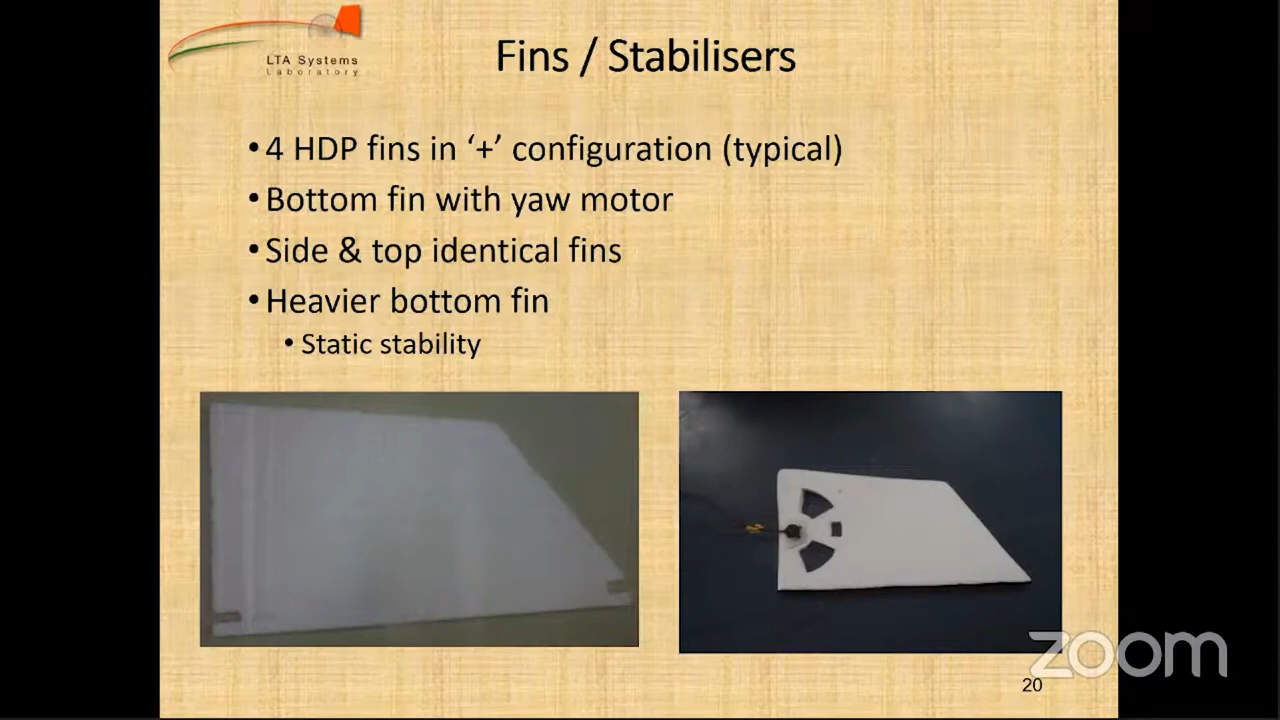 LTA Systems
Laboratory
Fins / Stabilisers
•4 HDP fins in ‘+’ configuration (typical)
•Bottom fin with yaw motor
•Side & top identical fins
•Heavier bottom fin
•Static stability
zoom
20